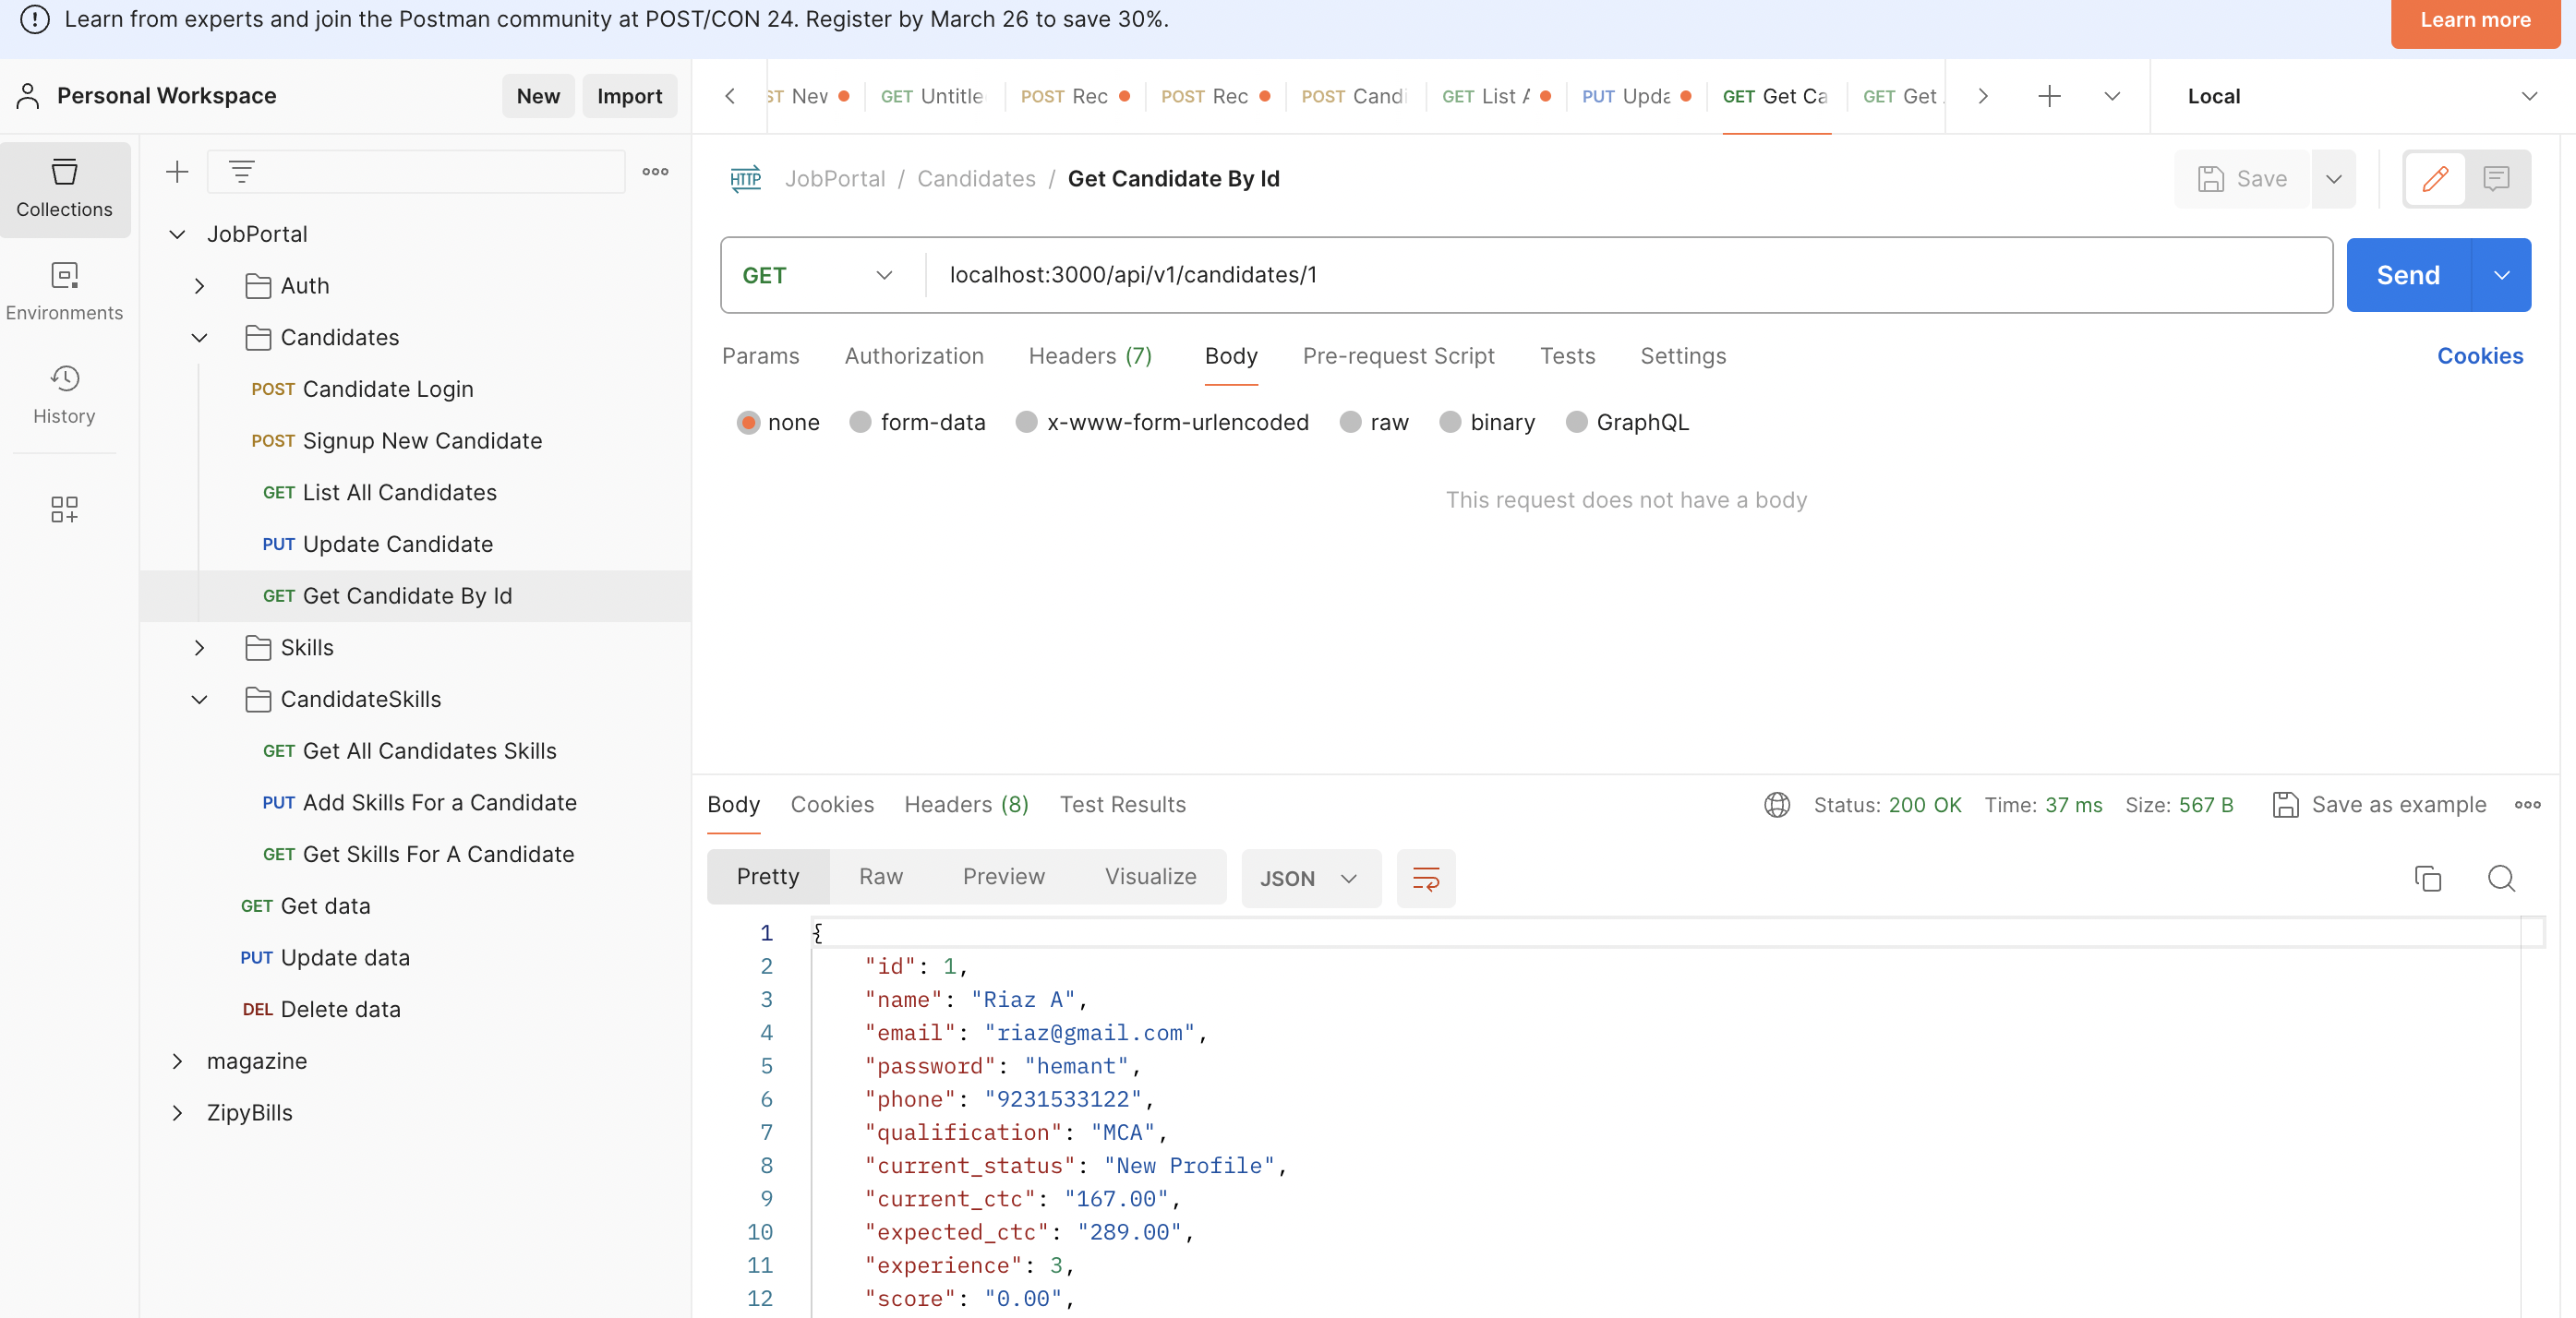 Learn from experts and join the Postman community at POST/CON 24. Register by March 26 to save 30%.
Learn more
Personal Workspace
New
Import
ST New
GET Untitle
POST Rec
POST Rec
POST Candi
GET List A
PUT Upda
GET Get Ca
GET Get
Local
Collections
Environments
History
JobPortal
Auth
Candidates
POST Candidate Login
POST Signup New Candidate
GET List All Candidates
PUT Update Candidate
GET Get Candidate By Id
Skills
CandidateSkills
GET Get All Candidates Skills
PUT Add Skills For a Candidate
GET Get Skills For A Candidate
GET Get data
PUT Update data
DEL Delete data
magazine
ZipyBills
HTTP JobPortal / Candidates / Get Candidate By Id
Save
GET localhost:3000/api/v1/candidates/1
Send
Params Authorization Headers (7) Body Pre-request Script Tests Settings Cookies
none form-data x-www-form-urlencoded raw binary GraphQL
This request does not have a body
Body Cookies Headers (8) Test Results
Status: 200 OK Time: 37 ms Size: 567 B Save as example
Pretty Raw Preview Visualize JSON
1 {
2 "id": 1,
3 "name": "Riaz A",
4 "email": "riaz@gmail.com",
5 "password": "hemant",
6 "phone": "9231533122",
7 "qualification": "MCA",
8 "current_status": "New Profile",
9 "current_ctc": "167.00",
10 "expected_ctc": "289.00",
11 "experience": 3,
12 "score": "0.00",